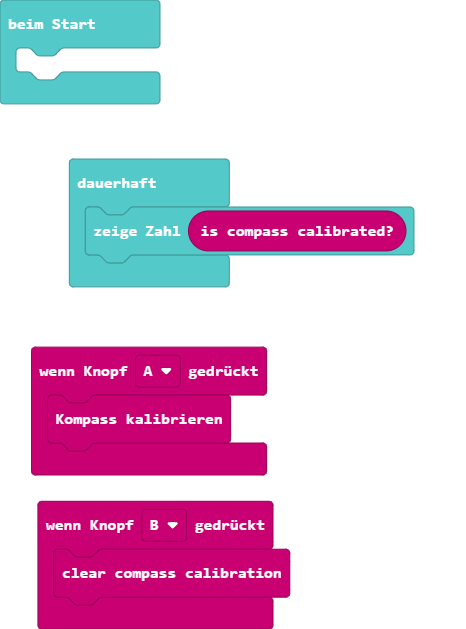 beim Start
dauerhaft
zeige Zahl is compass calibrated?
wenn Knopf A gedrückt
Kompass kalibrieren
wenn Knopf B gedrückt
clear compass calibration